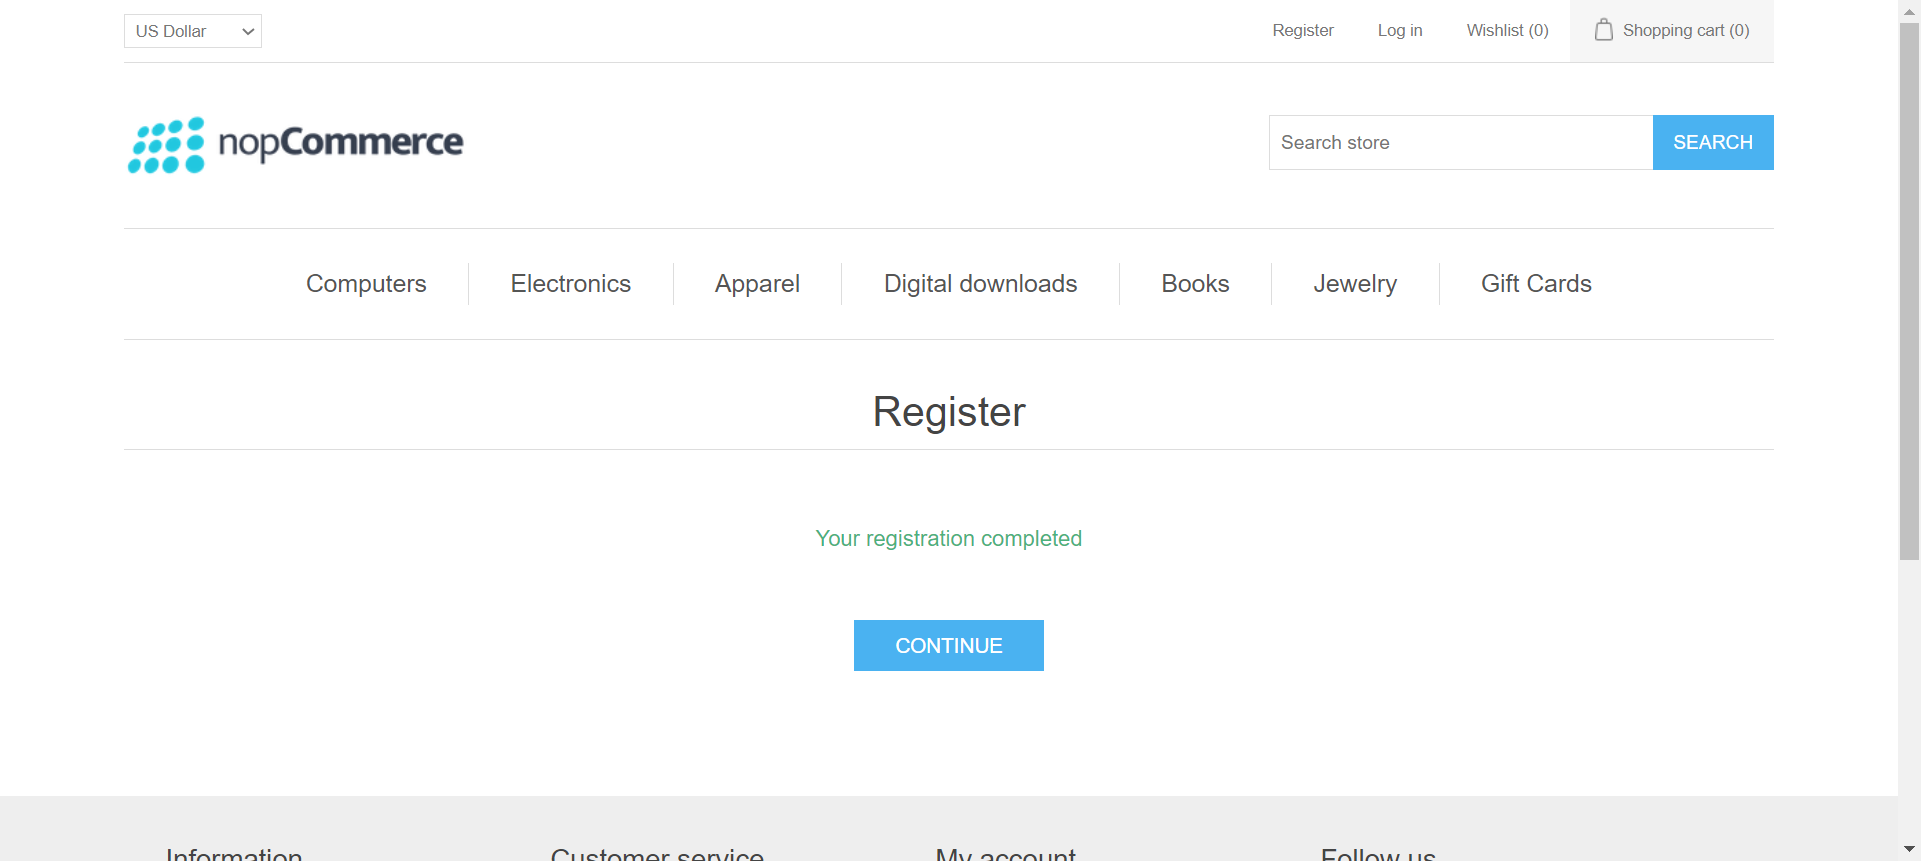 US Dollar
Register
Log in
Wishlist (0)
Shopping cart (0)
nopCommerce
Search store
SEARCH
Computers
Electronics
Apparel
Digital downloads
Books
Jewelry
Gift Cards
Register
Your registration completed
CONTINUE
Information
Customer service
My account
Follow us